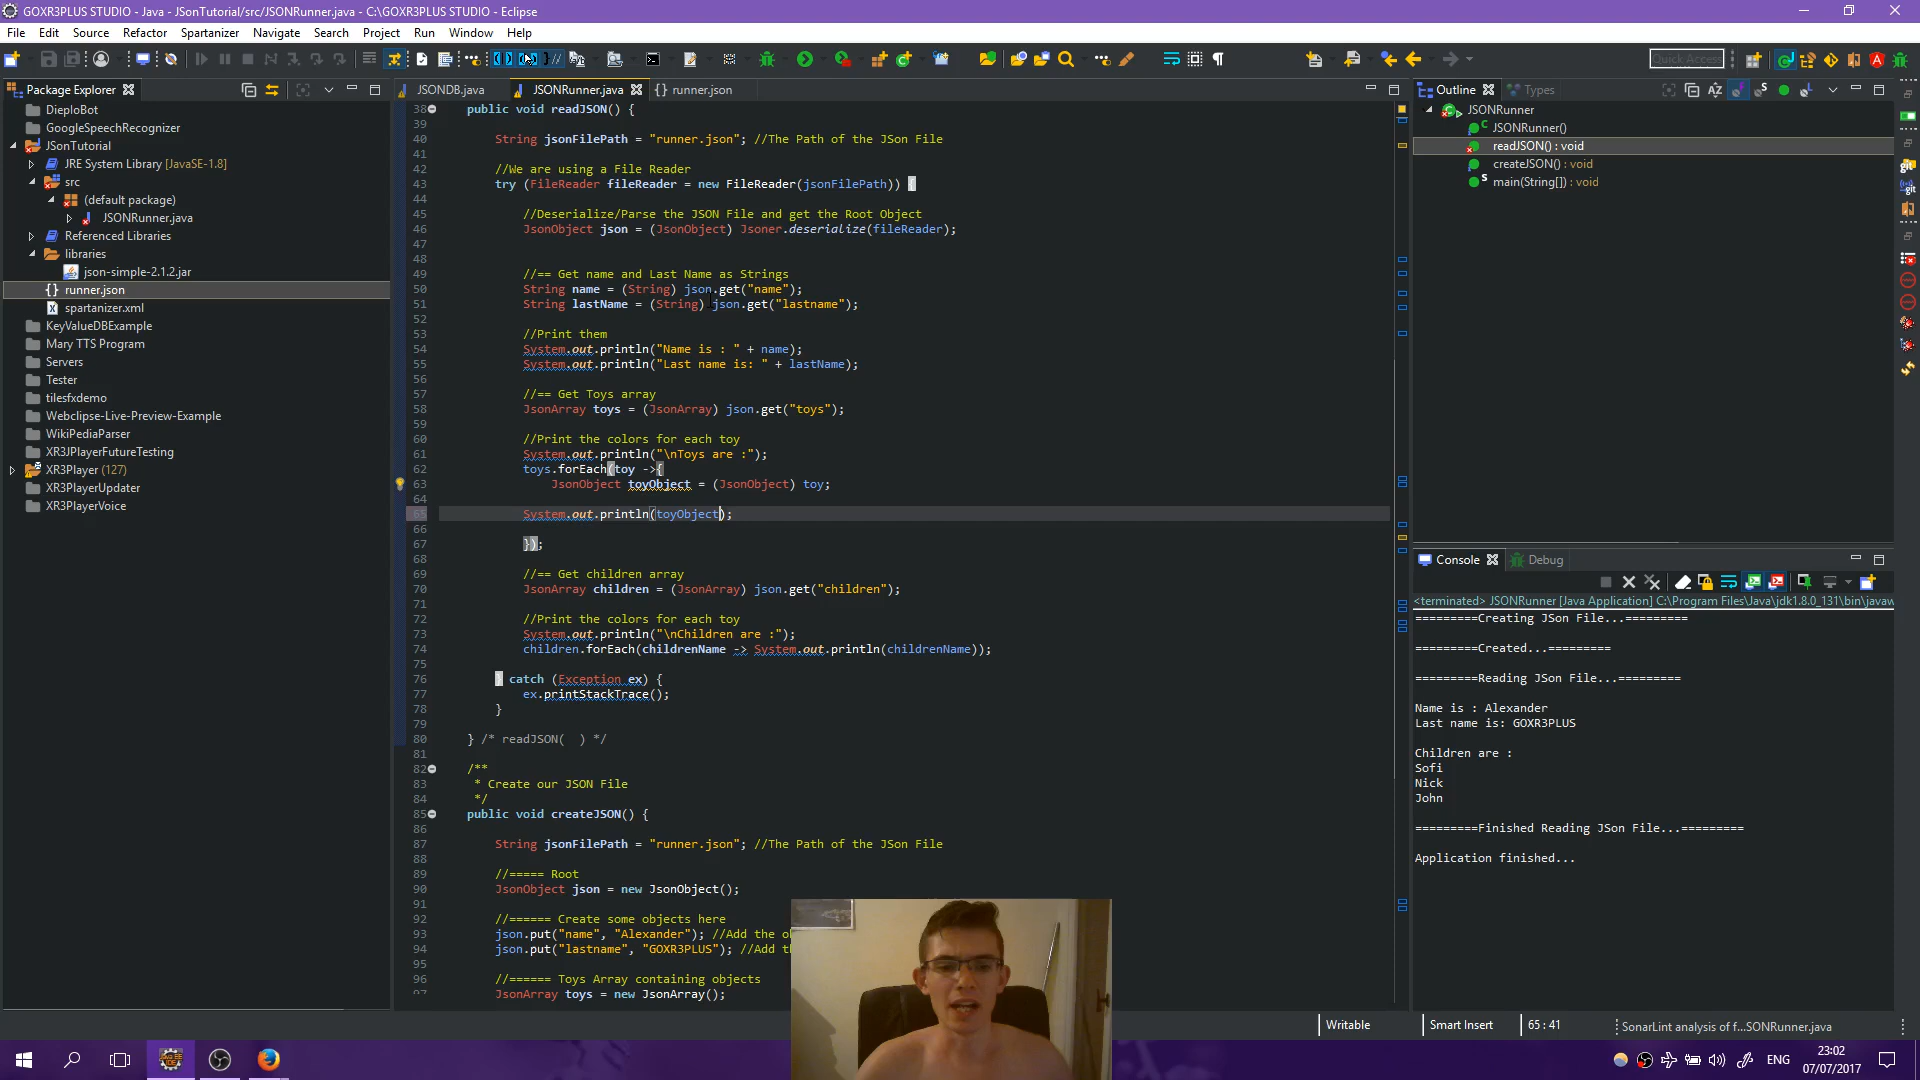 GOXR3PLUS STUDIO - Java - JSonTutorial/src/JSONRunner.java - C:\GOXR3PLUS STUDIO - Eclipse
File Edit Source Refactor Spartanizer Navigate Search Project Run Window Help
Quick Access
Package Explorer
DieploBot
GoogleSpeechRecognizer
JSonTutorial
JRE System Library [JavaSE-1.8]
src
(default package)
JSONRunner.java
Referenced Libraries
libraries
json-simple-2.1.2.jar
{} runner.json
spartanizer.xml
KeyValueDBExample
Mary TTS Program
Servers
Tester
tilesfxdemo
Webclipse-Live-Preview-Example
WikiPediaParser
XR3JPlayerFutureTesting
XR3Player (127)
XR3PlayerUpdater
XR3PlayerVoice
JSONDB.java JSONRunner.java {} runner.json
38 public void readJSON() {
39
40 String jsonFilePath = "runner.json"; //The Path of the JSon File
41
42 //We are using a File Reader
43 try (FileReader fileReader = new FileReader(jsonFilePath)) {
44
45 //Deserialize/Parse the JSON File and get the Root Object
46 JsonObject json = (JsonObject) Jsoner.deserialize(fileReader);
47
48
49 //== Get name and Last Name as Strings
50 String name = (String) json.get("name");
51 String lastName = (String) json.get("lastname");
52
53 //Print them
54 System.out.println("Name is : " + name);
55 System.out.println("Last name is: " + lastName);
56
57 //== Get Toys array
58 JsonArray toys = (JsonArray) json.get("toys");
59
60 //Print the colors for each toy
61 System.out.println("\nToys are :");
62 toys.forEach(toy ->{
63 JsonObject toyObject = (JsonObject) toy;
64
65 System.out.println(toyObject);
66
67 });
68
69 //== Get children array
70 JsonArray children = (JsonArray) json.get("children");
71
72 //Print the colors for each toy
73 System.out.println("\nChildren are :");
74 children.forEach(childrenName -> System.out.println(childrenName));
75
76 } catch (Exception ex) {
77 ex.printStackTrace();
78 }
79
80 } /* readJSON( ) */
81
82 /**
83 * Create our JSON File
84 */
85 public void createJSON() {
86
87 String jsonFilePath = "runner.json"; //The Path of the JSon File
88
89 //===== Root
90 JsonObject json = new JsonObject();
91
92 //====== Create some objects here
93 json.put("name", "Alexander"); //Add the o
94 json.put("lastname", "GOXR3PLUS"); //Add th
95
96 //====== Toys Array containing objects
97 JsonArray toys = new JsonArray();
Outline Types
JSONRunner
JSONRunner()
readJSON() : void
createJSON() : void
main(String[]) : void
Console Debug
<terminated> JSONRunner [Java Application] C:\Program Files\Java\jdk1.8.0_131\bin\javaw
=========Creating JSon File...=========
=========Created...=========
=========Reading JSon File...=========
Name is : Alexander
Last name is: GOXR3PLUS
Children are :
Sofi
Nick
John
=========Finished Reading JSon File...=========
Application finished...
Writable Smart Insert 65 : 41 SonarLint analysis of f...SONRunner.java
ENG 23:02
07/07/2017